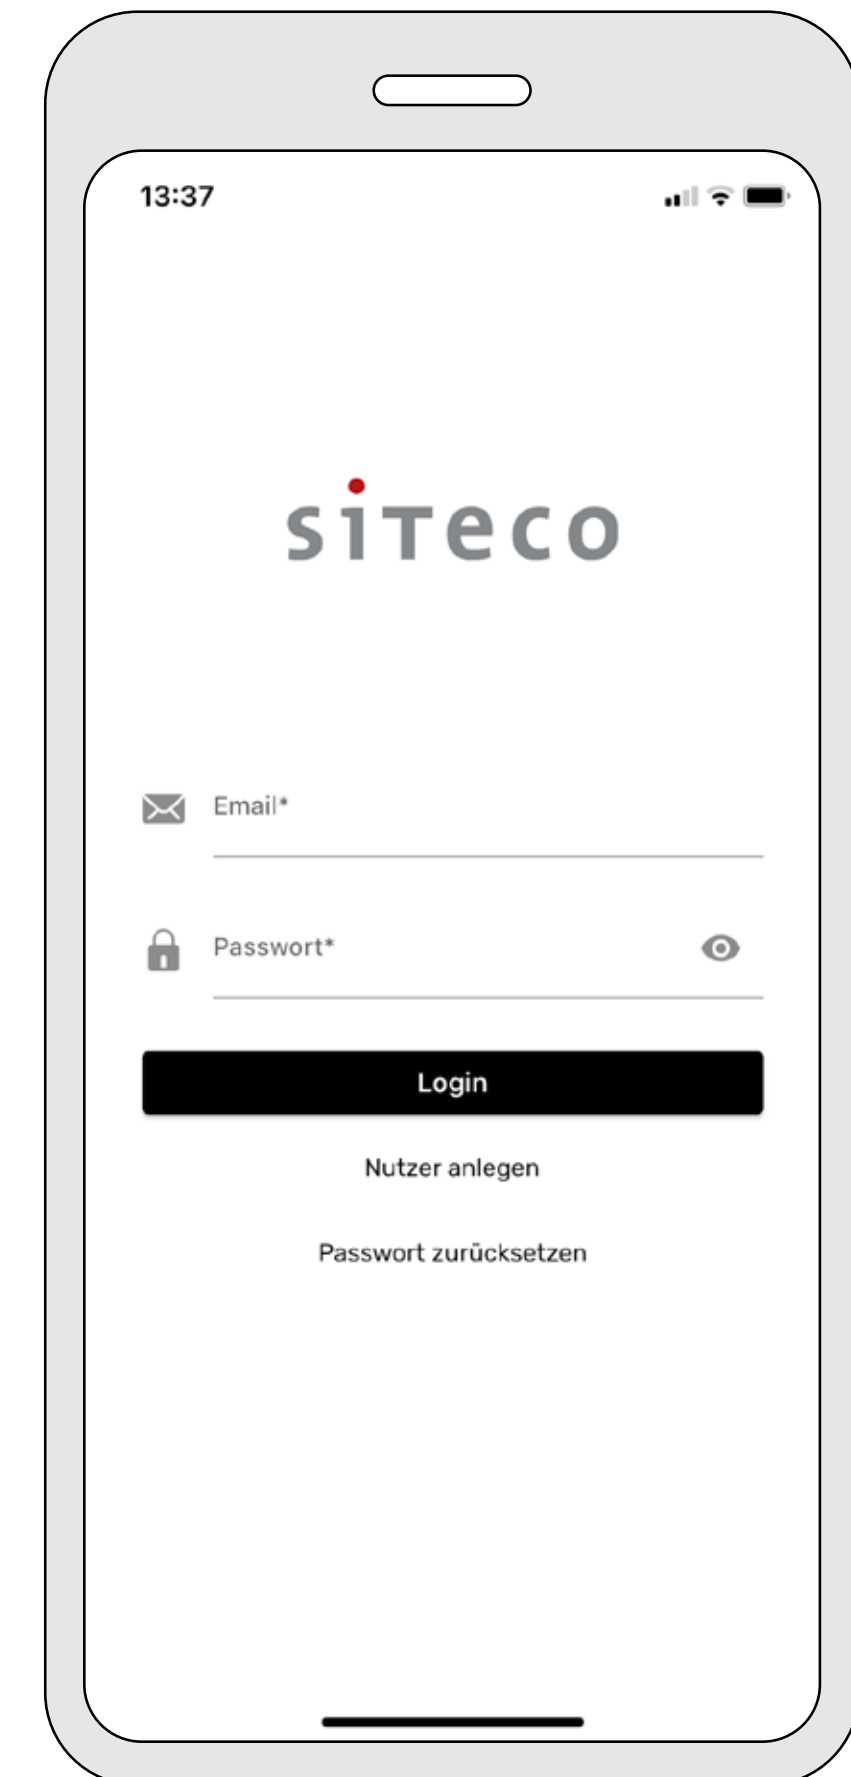 13:37
siTeco
Email*
Passwort*
Login
Nutzer anlegen
Passwort zurücksetzen